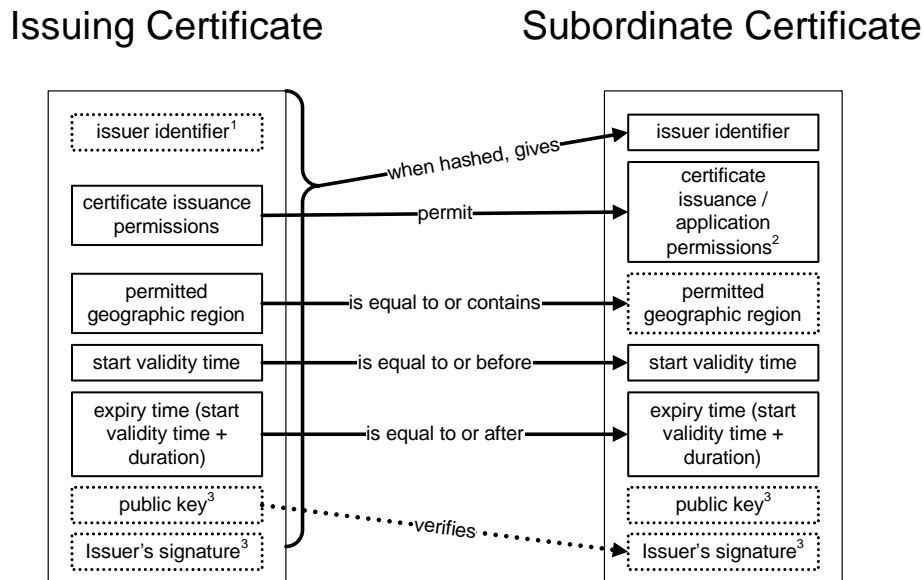 Issuing Certificate
Subordinate Certificate
issuer identifier1
when hashed, gives
issuer identifier
certificate issuance
permissions
permit
certificate
issuance /
application
permissions2
permitted
geographic region
is equal to or contains
permitted
geographic region
start validity time
is equal to or before
start validity time
expiry time (start
validity time +
duration)
is equal to or after
expiry time (start
validity time +
duration)
public key3
verifies
public key3
Issuer's signature3
Issuer's signature3